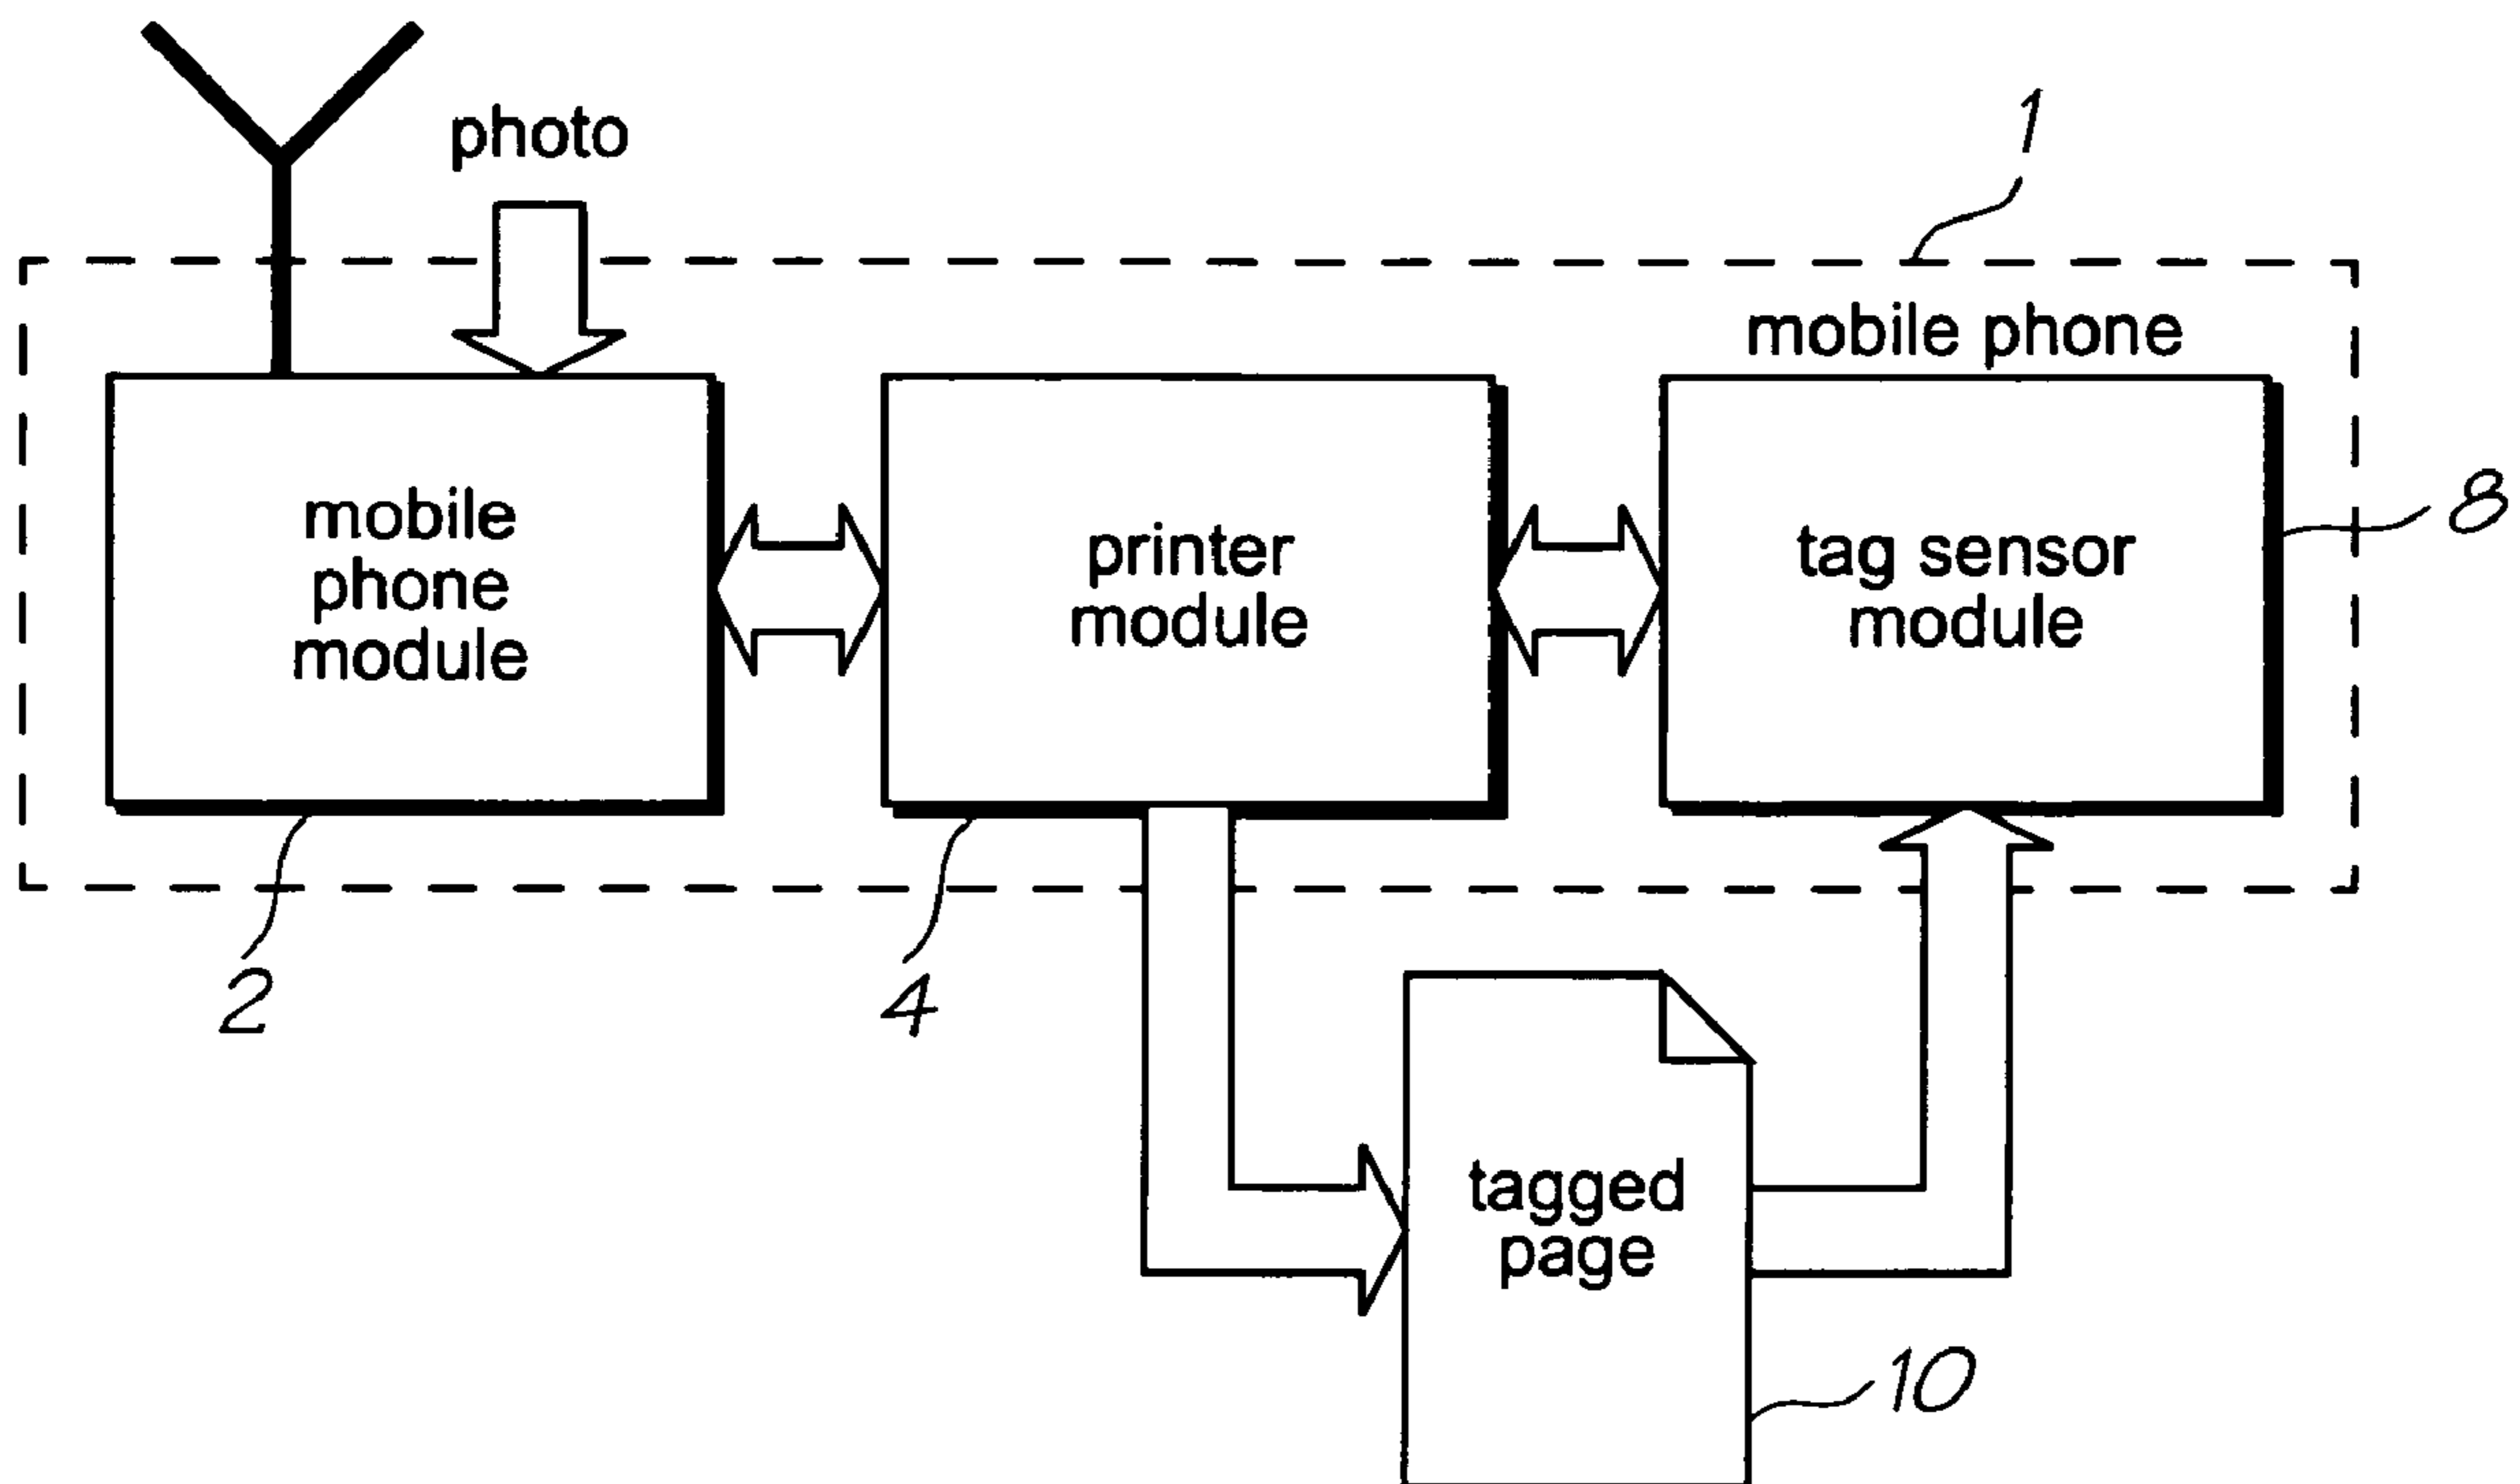 photo
1
mobile phone
mobile
phone
module
printer
module
tag sensor
module
8
2
4
tagged
page
10